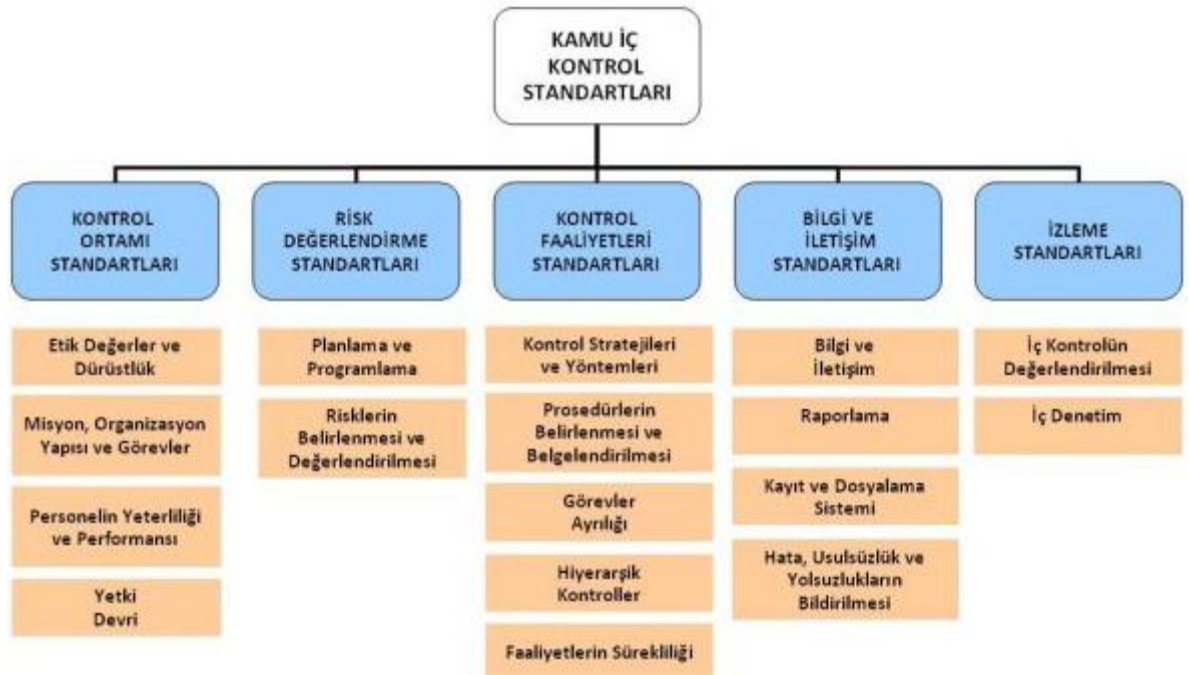 KAMU İÇ
KONTROL
STANDARTLARI
KONTROL
ORTAMI
STANDARTLARI
RİSK
DEĞERLENDİRME
STANDARTLARI
KONTROL
FAALİYETLERİ
STANDARTLARI
BİLGİ VE
İLETİŞİM
STANDARTLARI
İZLEME
STANDARTLARI
Etik Değerler ve
Dürüstlük
Misyon, Organizasyon
Yapısı ve Görevler
Personelin Yeterliliği
ve Performansı
Yetki
Devri
Planlama ve
Programlama
Risklerin
Belirlenmesi ve
Değerlendirilmesi
Kontrol Stratejileri
ve Yöntemleri
Prosedürlerin
Belirlenmesi ve
Belgelendirilmesi
Görevler
Ayrılığı
Hiyerarşik
Kontroller
Faaliyetlerin Sürekliliği
Bilgi ve
İletişim
Raporlama
Kayıt ve Dosyalama
Sistemi
Hata, Usulsüzlük ve
Yolsuzlukların
Bildirilmesi
İç Kontrolün
Değerlendirilmesi
İç Denetim